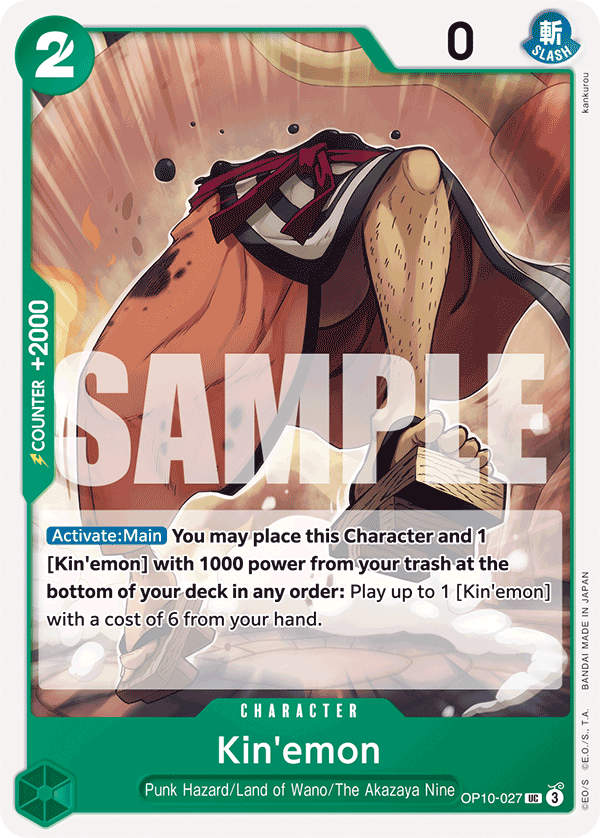 2
0
斬
SLASH
kankurou
COUNTER +2000
SAMPLE
Activate:Main You may place this Character and 1
[Kin'emon] with 1000 power from your trash at the
bottom of your deck in any order: Play up to 1 [Kin'emon]
with a cost of 6 from your hand.
CHARACTER
Kin'emon
Punk Hazard/Land of Wano/The Akazaya Nine
OP10-027 UC 3
©E.O/S ©E.O./S., T.A. BANDAI MADE IN JAPAN